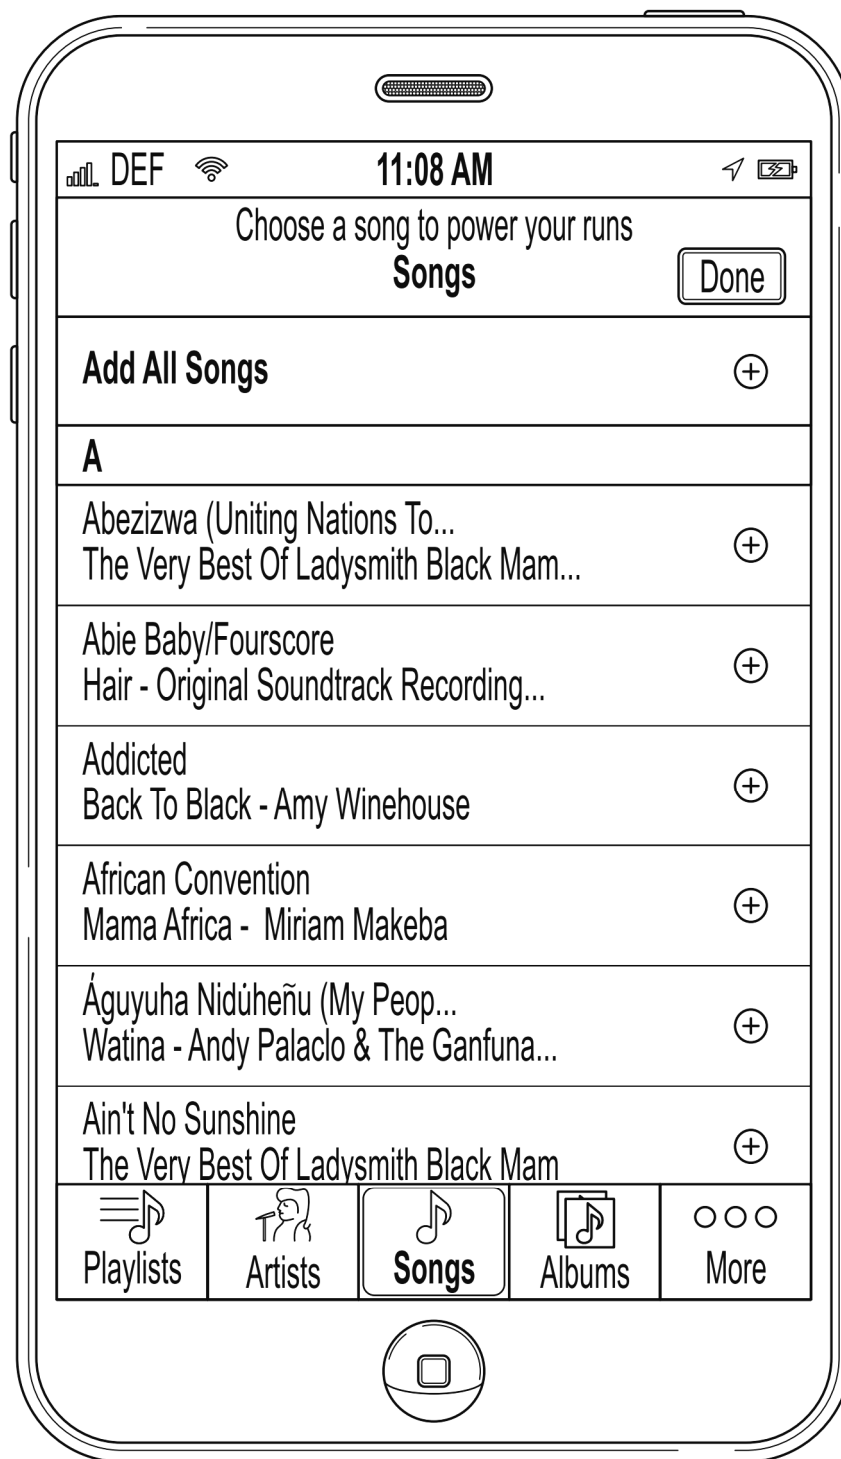 DEF 11:08 AM
Choose a song to power your runs
Songs
Done
Add All Songs
A
Abezizwa (Uniting Nations To...
The Very Best Of Ladysmith Black Mam...
Abie Baby/Fourscore
Hair - Original Soundtrack Recording...
Addicted
Back To Black - Amy Winehouse
African Convention
Mama Africa - Miriam Makeba
Águyuha Nidúheñu (My Peop...
Watina - Andy Palaclo & The Ganfuna...
Ain't No Sunshine
The Very Best Of Ladysmith Black Mam
Playlists Artists Songs Albums More